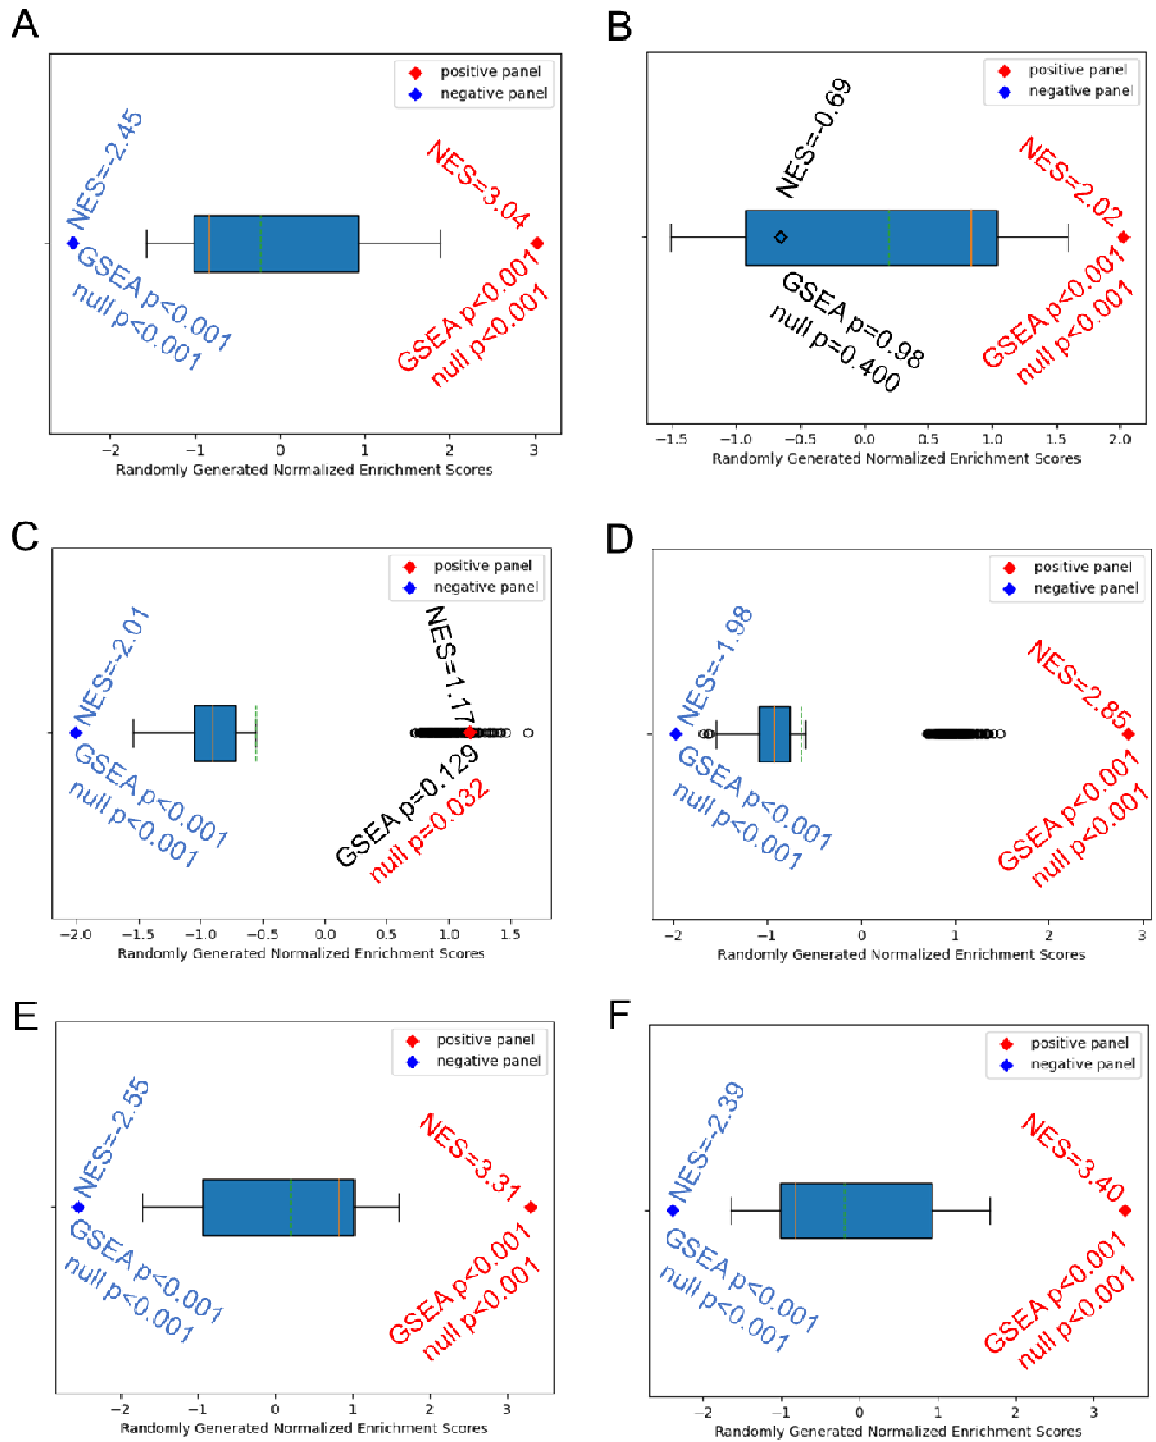 A
positive panel
negative panel
NES=-2.45
NES=3.04
GSEA p<0.001
null p<0.001
GSEA p<0.001
null p<0.001
−2 −1 0 1 2 3
Randomly Generated Normalized Enrichment Scores
B
positive panel
negative panel
NES=-0.69
NES=2.02
GSEA p=0.98
null p=0.400
GSEA p<0.001
null p<0.001
−1.5 −1.0 −0.5 0.0 0.5 1.0 1.5 2.0
Randomly Generated Normalized Enrichment Scores
C
positive panel
negative panel
NES=-2.01
NES=1.17
GSEA p<0.001
null p<0.001
GSEA p=0.129
null p=0.032
−2.0 −1.5 −1.0 −0.5 0.0 0.5 1.0 1.5
Randomly Generated Normalized Enrichment Scores
D
positive panel
negative panel
NES=-1.98
NES=2.85
GSEA p<0.001
null p<0.001
GSEA p<0.001
null p<0.001
−2 −1 0 1 2 3
Randomly Generated Normalized Enrichment Scores
E
positive panel
negative panel
NES=-2.55
NES=3.31
GSEA p<0.001
null p<0.001
GSEA p<0.001
null p<0.001
−2 −1 0 1 2 3
Randomly Generated Normalized Enrichment Scores
F
positive panel
negative panel
NES=-2.39
NES=3.40
GSEA p<0.001
null p<0.001
GSEA p<0.001
null p<0.001
−2 −1 0 1 2 3
Randomly Generated Normalized Enrichment Scores